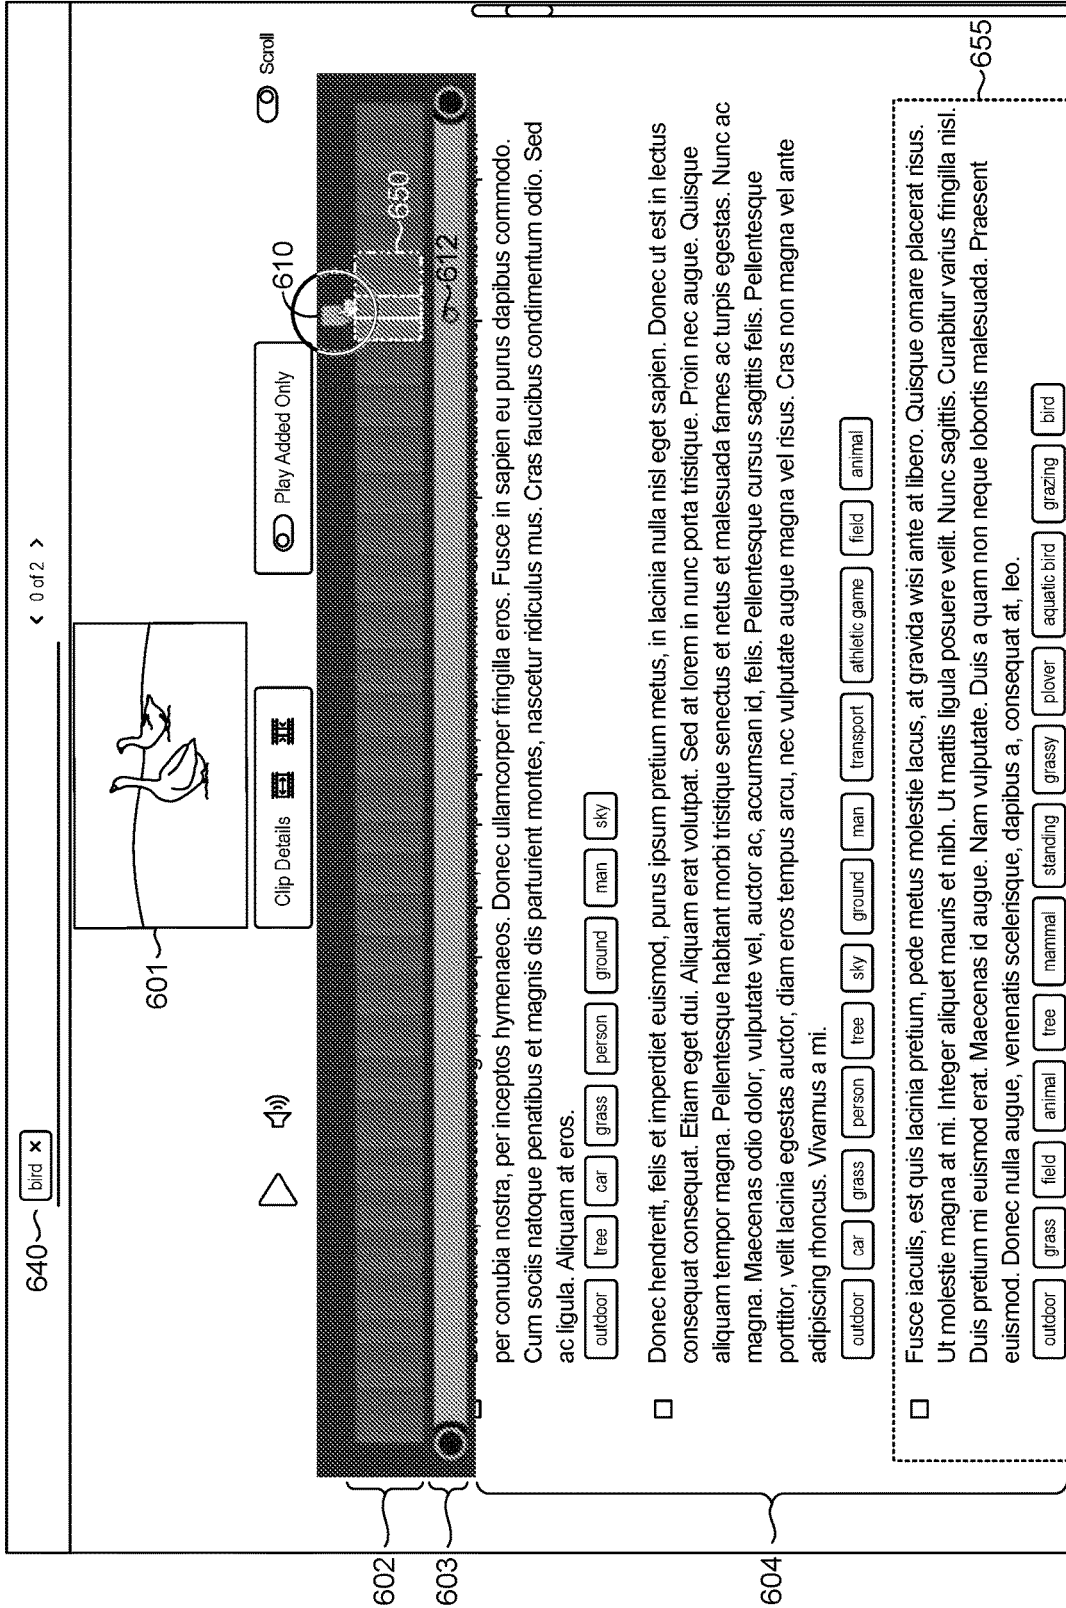 640
bird ×
< 0 of 2 >
601
Clip Details
Play Added Only
Scroll
610
650
612
602
603
604
per conubia nostra, per inceptos hymenaeos. Donec ullamcorper fringilla eros. Fusce in sapien eu purus dapibus commodo.
Cum sociis natoque penatibus et magnis dis parturient montes, nascetur ridiculus mus. Cras faucibus condimentum odio. Sed
ac ligula. Aliquam at eros.
outdoor tree car grass person ground man sky
Donec hendrerit, felis et imperdiet euismod, purus ipsum pretium metus, in lacinia nulla nisl eget sapien. Donec ut est in lectus
consequat consequat. Etiam eget dui. Aliquam erat volutpat. Sed at lorem in nunc porta tristique. Proin nec augue. Quisque
aliquam tempor magna. Pellentesque habitant morbi tristique senectus et netus et malesuada fames ac turpis egestas. Nunc ac
magna. Maecenas odio dolor, vulputate vel, auctor ac, accumsan id, felis. Pellentesque cursus sagittis felis. Pellentesque
porttitor, velit lacinia egestas auctor, diam eros tempus arcu, nec vulputate augue magna vel risus. Cras non magna vel ante
adipiscing rhoncus. Vivamus a mi.
outdoor car grass person tree sky ground man transport athletic game field animal
Fusce iaculis, est quis lacinia pretium, pede metus molestie lacus, at gravida wisi ante at libero. Quisque ornare placerat risus.
Ut molestie magna at mi. Integer aliquet mauris et nibh. Ut mattis ligula posuere velit. Nunc sagittis. Curabitur varius fringilla nisl.
Duis pretium mi euismod erat. Maecenas id augue. Nam vulputate. Duis a quam non neque lobortis malesuada. Praesent
euismod. Donec nulla augue, venenatis scelerisque, dapibus a, consequat at, leo.
outdoor grass field animal tree mammal standing grassy plover aquatic bird grazing bird
655